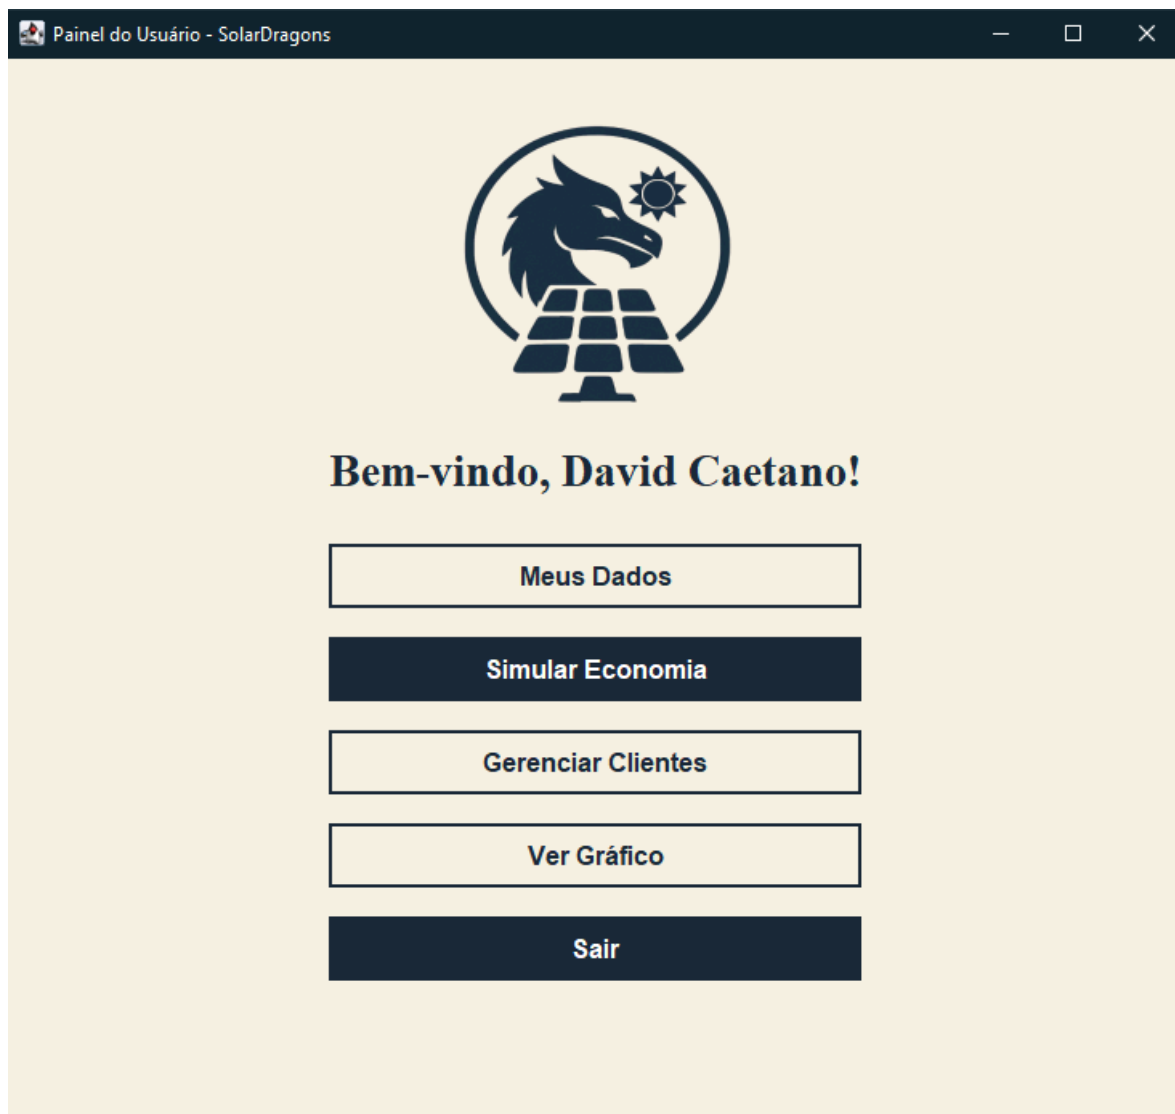 Painel do Usuário - SolarDragons
Bem-vindo, David Caetano!
Meus Dados
Simular Economia
Gerenciar Clientes
Ver Gráfico
Sair